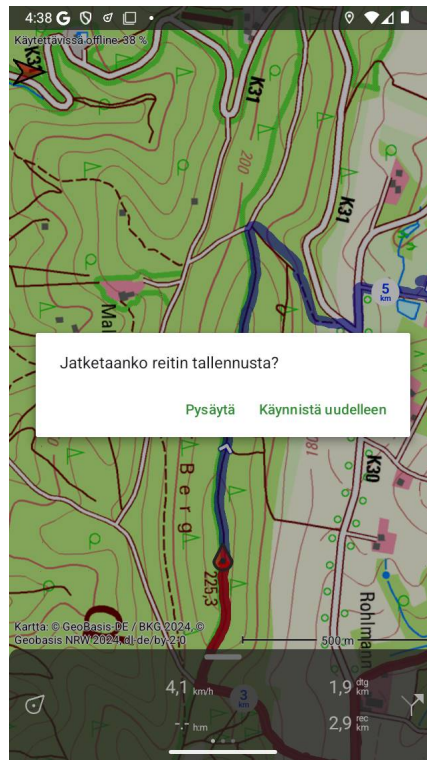 4:38 G
Käytettävissä offline: 38 %
K31
K31
200
K31
5
km
Jatketaanko reitin tallennusta?
Pysäytä
Käynnistä uudelleen
180
K30
Berg
225,3
Rohlmann
Kartta: © GeoBasis-DE / BKG 2024, ©
Geobasis NRW 2024, dl-de/by-2-0
500 m
4,1 km/h
3
km
1,9 dtg km
-:- h:m
2,9 rec km